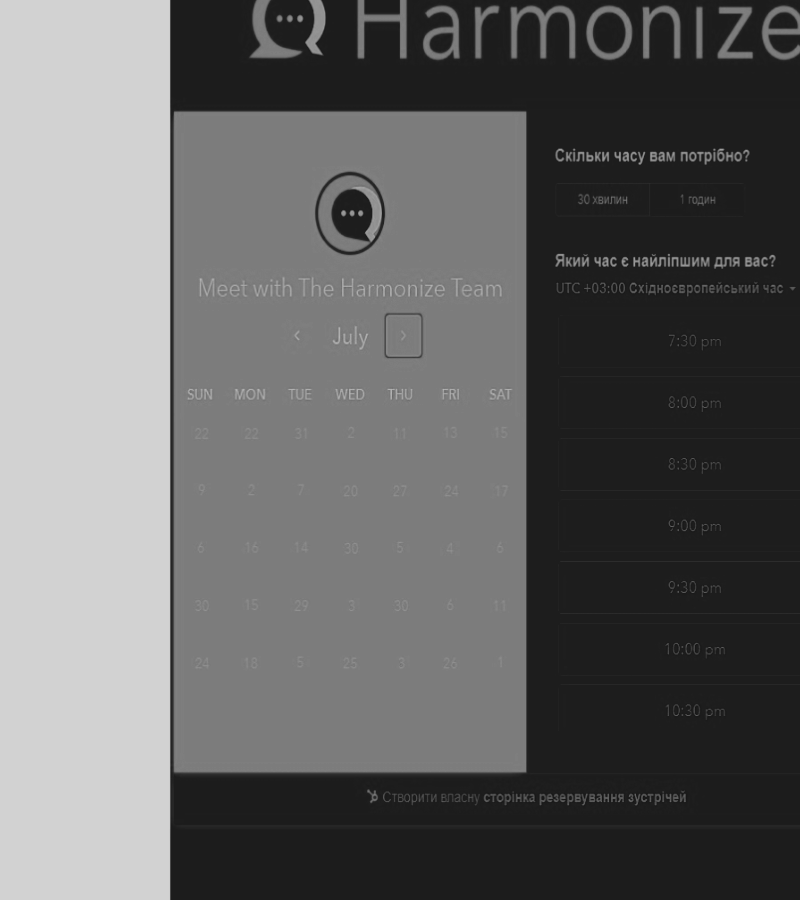 Harmonize
Meet with The Harmonize Team
July
SUN MON TUE WED THU FRI SAT
22 22 31 2 11 13 15
9 2 7 20 27 24 17
6 16 14 30 5 4 6
30 15 29 3 30 6 11
24 18 5 25 3 26 1
Скільки часу вам потрібно?
30 хвилин 1 годин
Який час є найліпшим для вас?
UTC +03:00 Східноєвропейський час
7:30 pm
8:00 pm
8:30 pm
9:00 pm
9:30 pm
10:00 pm
10:30 pm
Створити власну сторінка резервування зустрічей